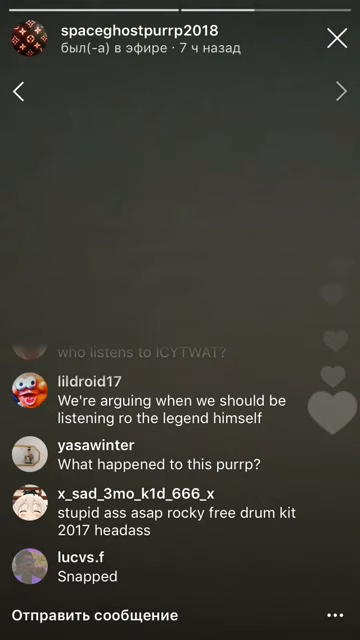 spaceghostpurrp2018
был(-а) в эфире · 7 ч назад
who listens to ICYTWAT?
lildroid17
We're arguing when we should be
listening ro the legend himself
yasawinter
What happened to this purrp?
x_sad_3mo_k1d_666_x
stupid ass asap rocky free drum kit
2017 headass
lucvs.f
Snapped
Отправить сообщение